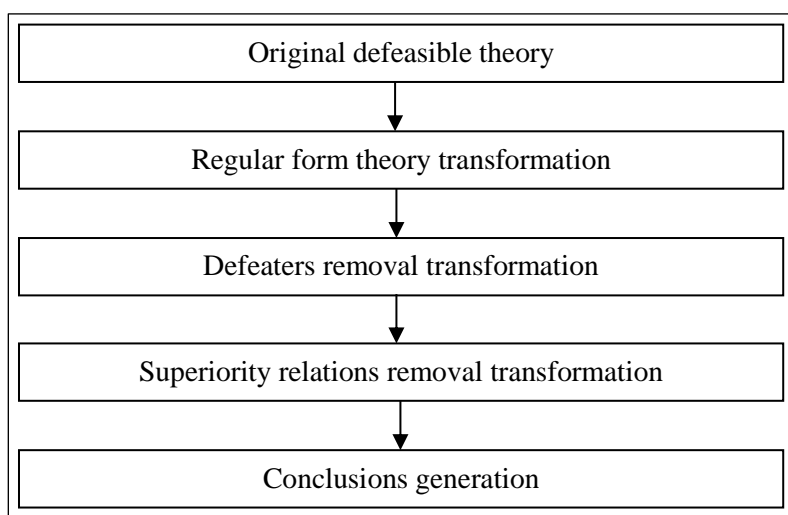 Original defeasible theory
Regular form theory transformation
Defeaters removal transformation
Superiority relations removal transformation
Conclusions generation